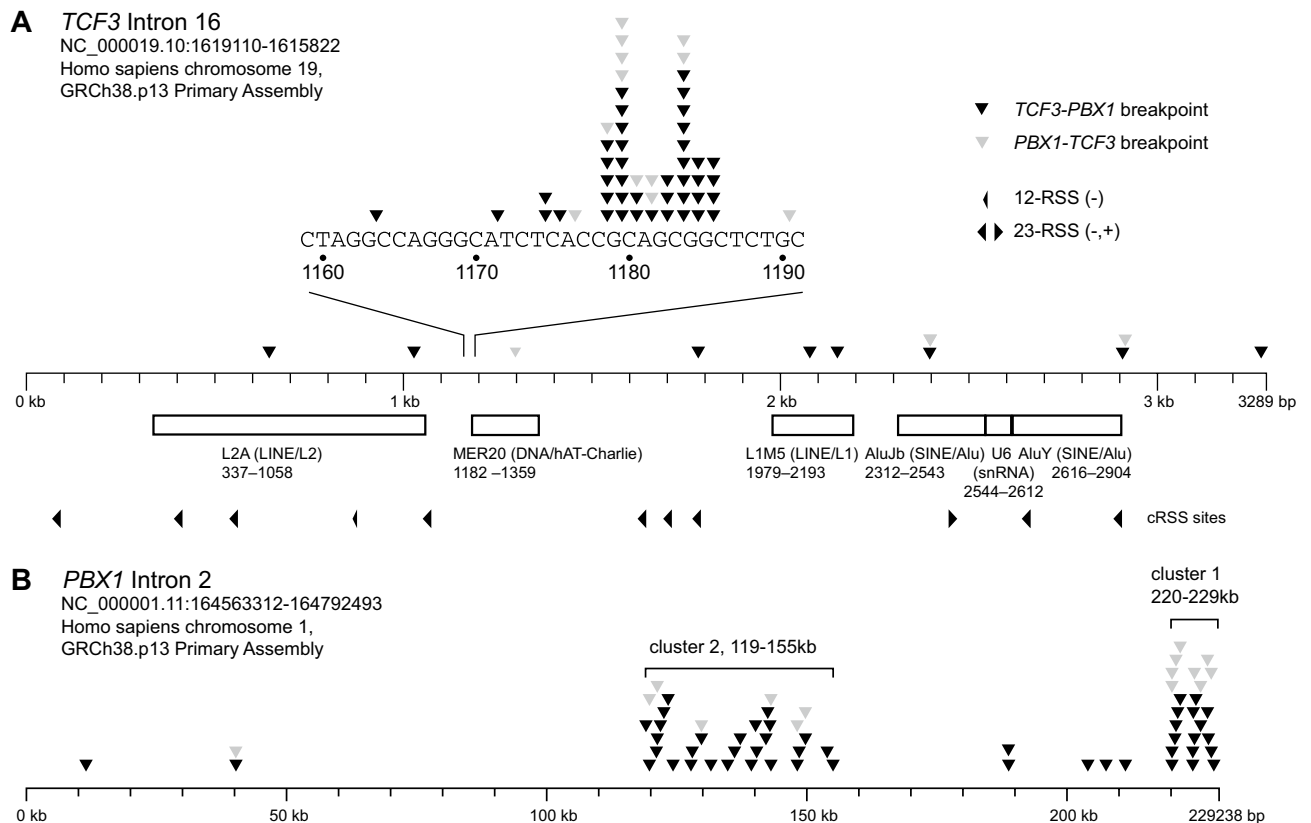 A
TCF3 Intron 16
NC_000019.10:1619110-1615822
Homo sapiens chromosome 19,
GRCh38.p13 Primary Assembly
TCF3-PBX1 breakpoint
PBX1-TCF3 breakpoint
12-RSS (-)
23-RSS (-,+)
CTAGGCCAGGGCATCTCACCGCAGCGGCTCTGC
1160 1170 1180 1190
0 kb 1 kb 2 kb 3 kb 3289 bp
L2A (LINE/L2)
337–1058
MER20 (DNA/hAT-Charlie)
1182 –1359
L1M5 (LINE/L1)
1979–2193
AluJb (SINE/Alu)
2312–2543
U6
(snRNA)
2544–2612
AluY (SINE/Alu)
2616–2904
cRSS sites
B
PBX1 Intron 2
NC_000001.11:164563312-164792493
Homo sapiens chromosome 1,
GRCh38.p13 Primary Assembly
cluster 2, 119-155kb
cluster 1
220-229kb
0 kb 50 kb 100 kb 150 kb 200 kb 229238 bp